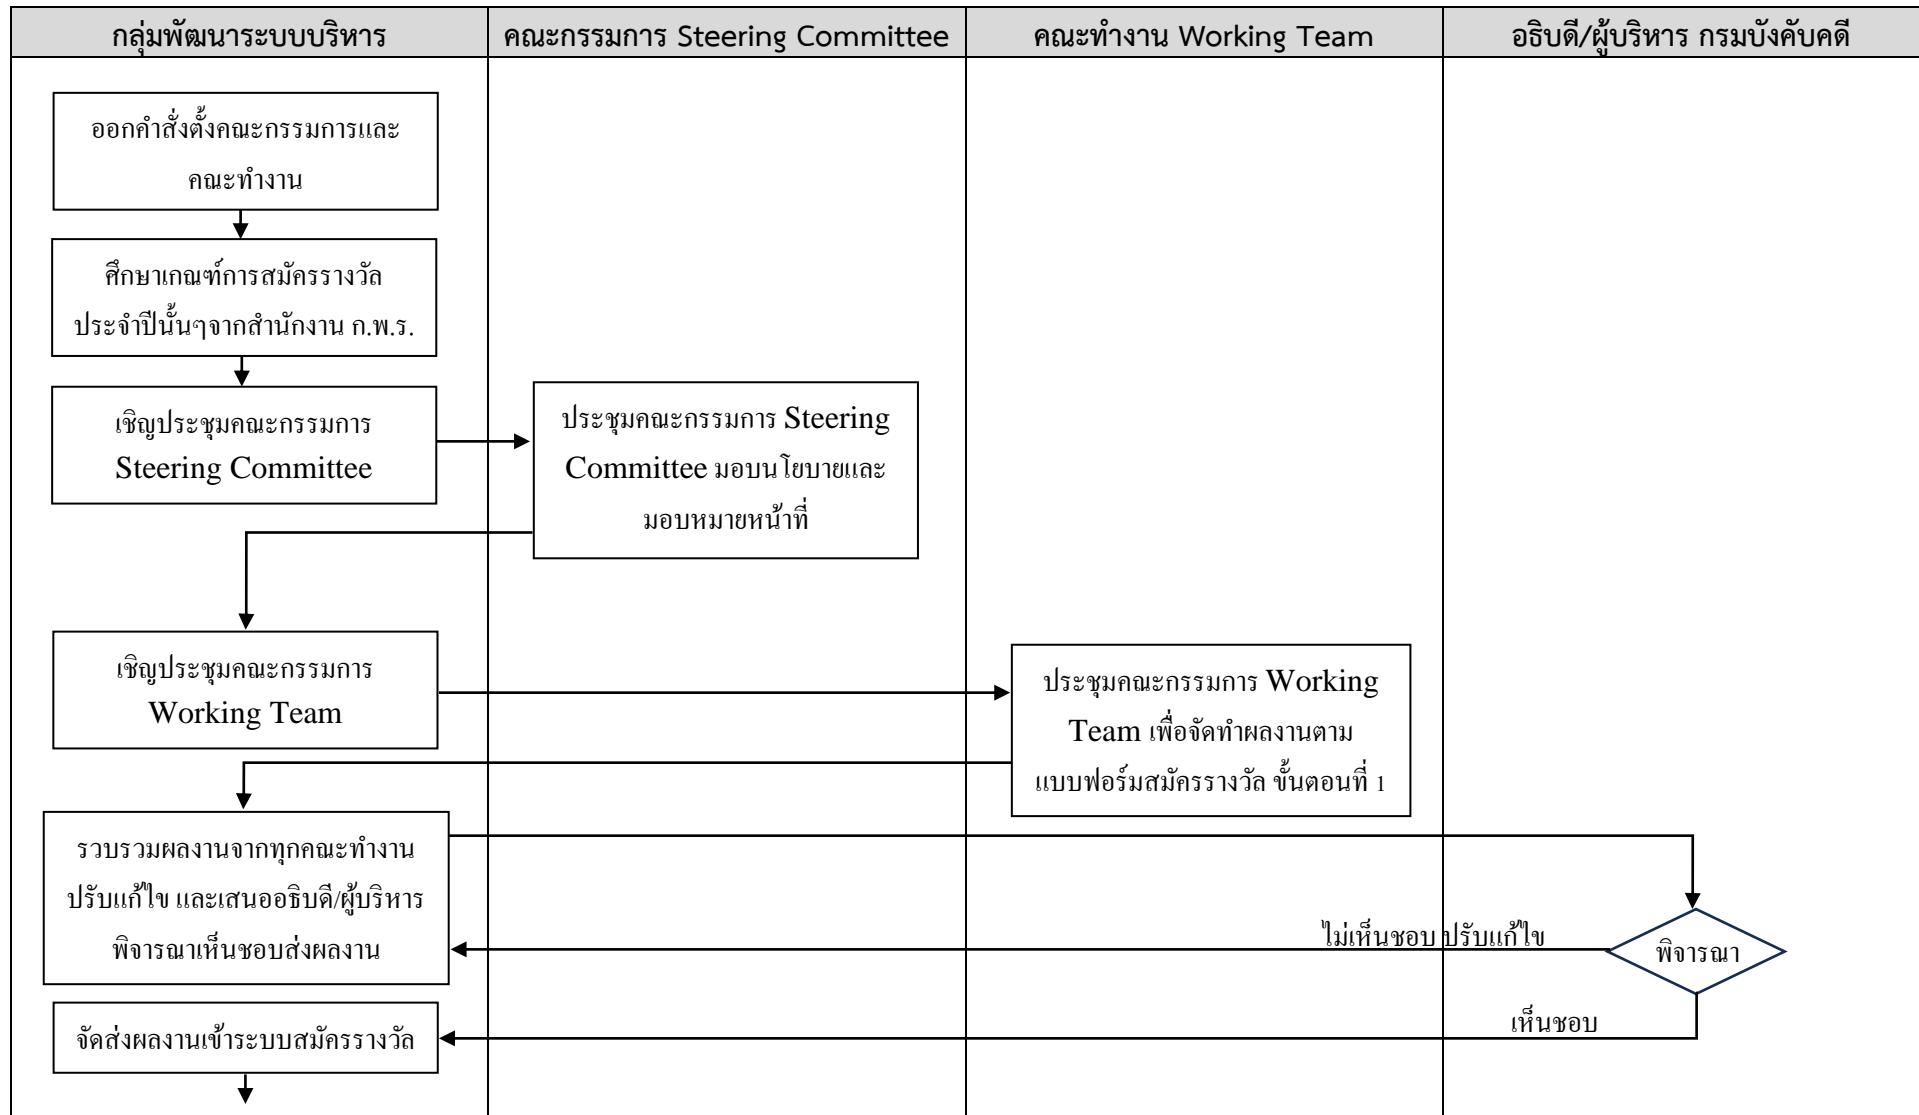 กลุ่มพัฒนาระบบบริหาร
คณะกรรมการ Steering Committee
คณะทำงาน Working Team
อธิบดี/ผู้บริหาร กรมบังคับคดี
ออกคำสั่งตั้งคณะกรรมการและ
คณะทำงาน
ศึกษาเกณฑ์การสมัครรางวัล
ประจำปีนั้นๆจากสำนักงาน ก.พ.ร.
เชิญประชุมคณะกรรมการ
Steering Committee
ประชุมคณะกรรมการ Steering
Committee มอบนโยบายและ
มอบหมายหน้าที่
เชิญประชุมคณะกรรมการ
Working Team
ประชุมคณะกรรมการ Working
Team เพื่อจัดทำผลงานตาม
แบบฟอร์มสมัครรางวัล ขั้นตอนที่ 1
รวบรวมผลงานจากทุกคณะทำงาน
ปรับแก้ไข และเสนออธิบดี/ผู้บริหาร
พิจารณาเห็นชอบส่งผลงาน
ไม่เห็นชอบ ปรับแก้ไข
พิจารณา
เห็นชอบ
จัดส่งผลงานเข้าระบบสมัครรางวัล